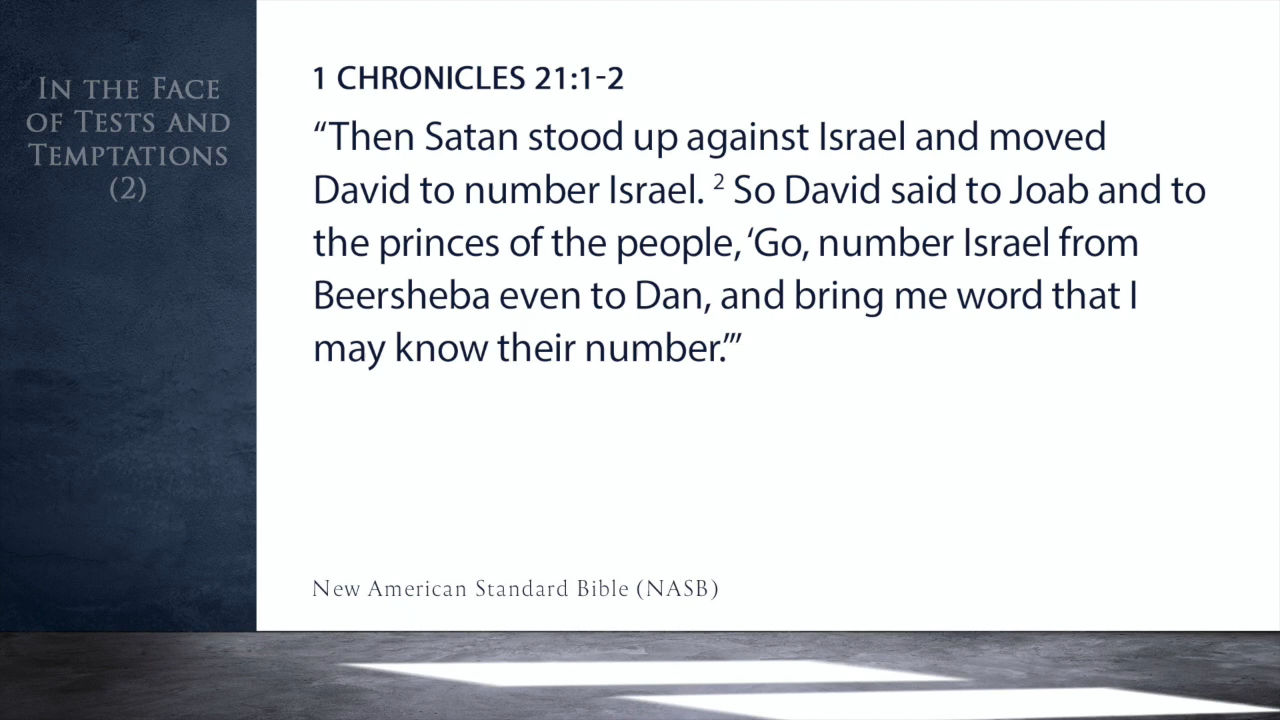 In the Face
of Tests and
Temptations
(2)
1 CHRONICLES 21:1-2
“Then Satan stood up against Israel and moved
David to number Israel. 2 So David said to Joab and to
the princes of the people, ‘Go, number Israel from
Beersheba even to Dan, and bring me word that I
may know their number.’”
New American Standard Bible (NASB)